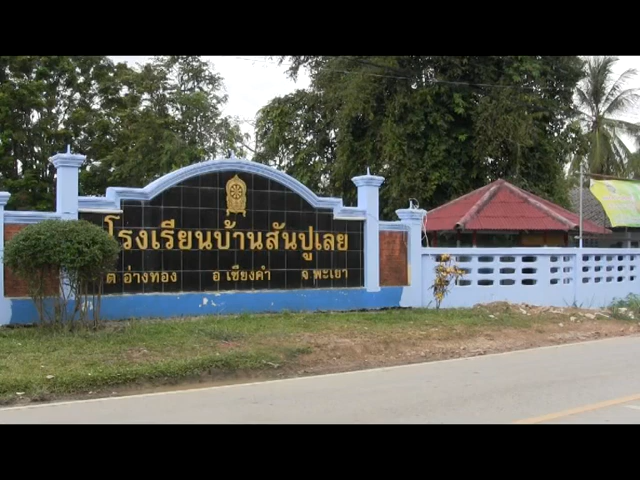 โรงเรียนบ้านสันปูเลย
ต อ่างทอง อ เชียงคำ จ พะเยา